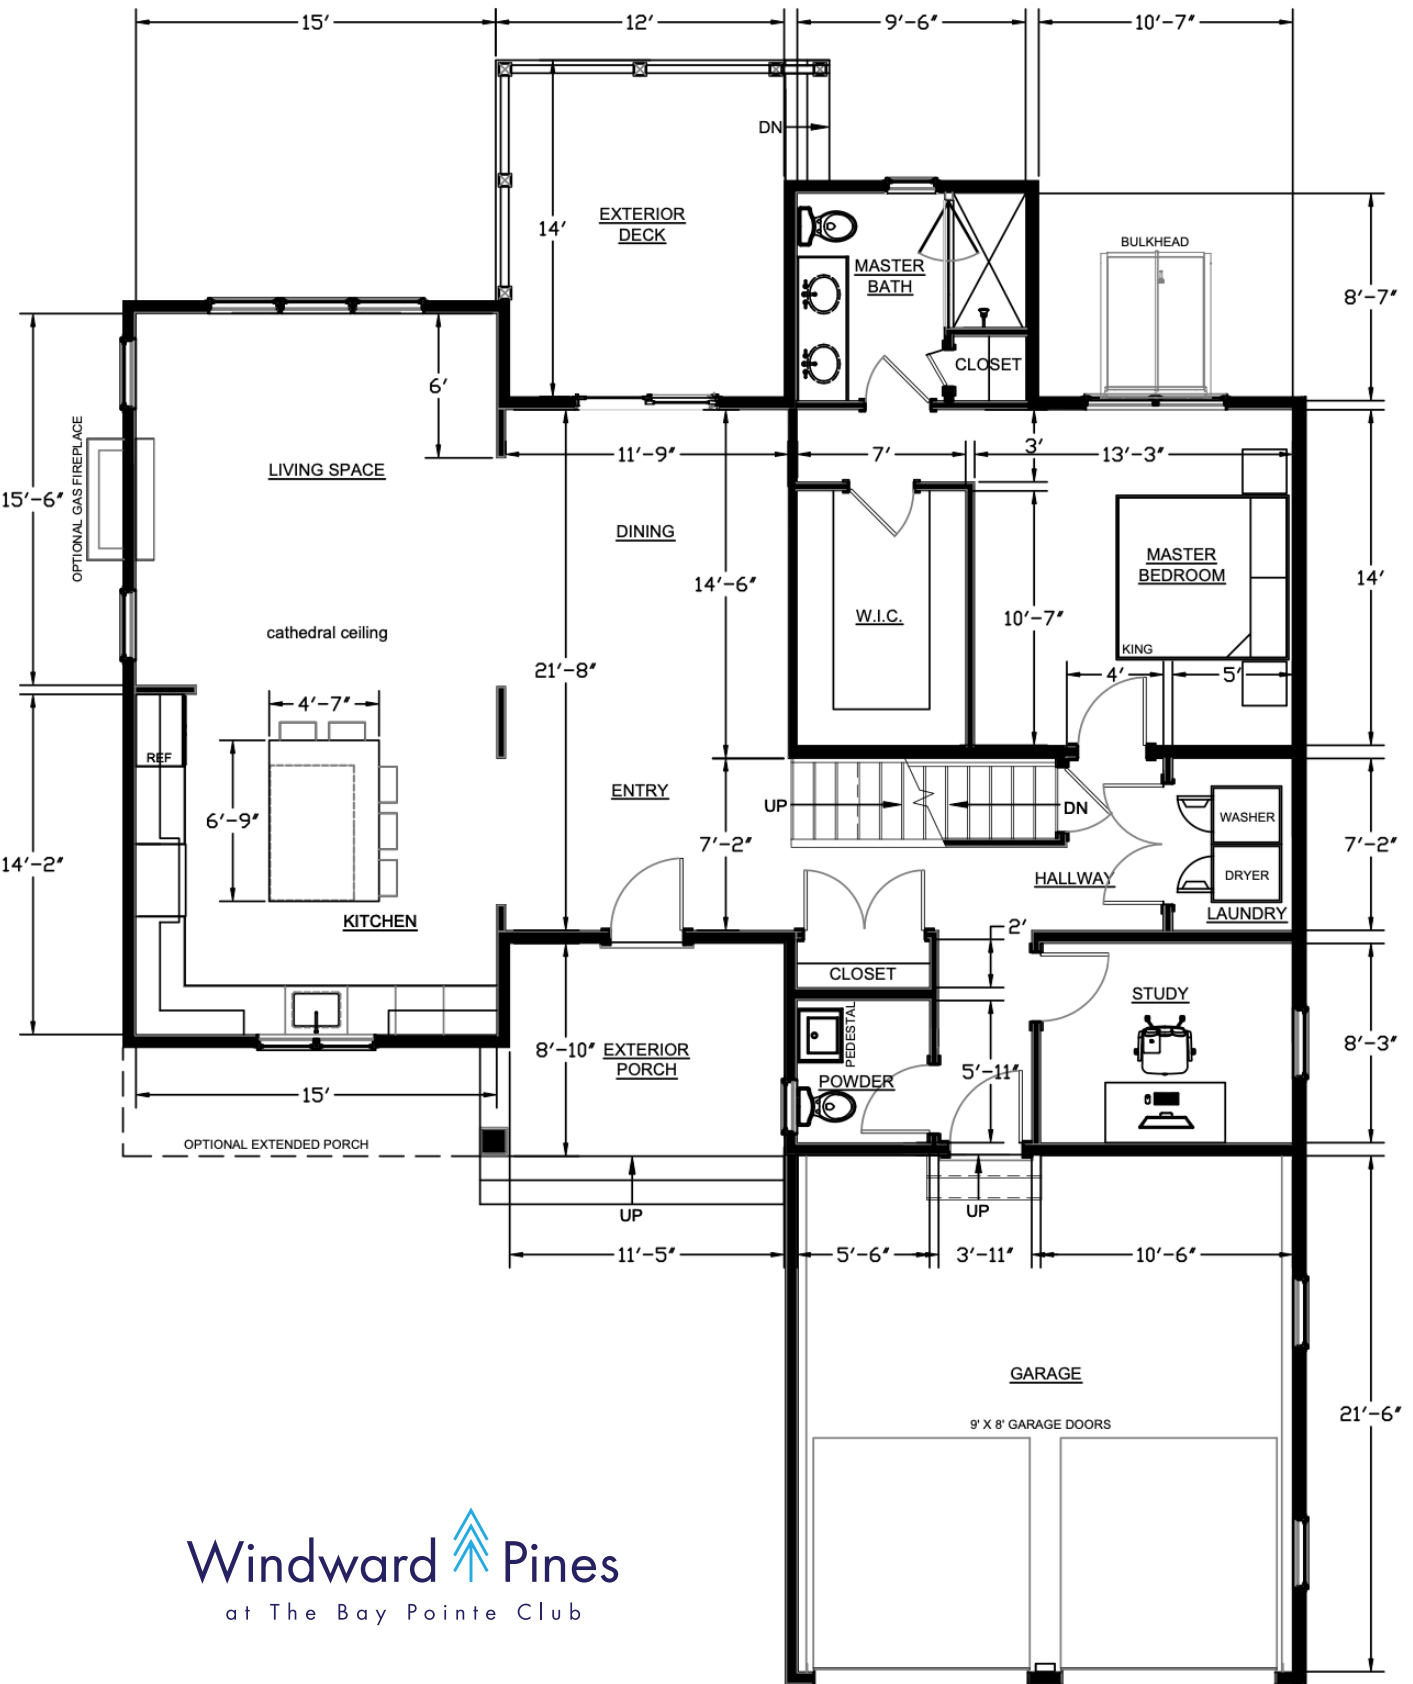 15'
12'
9'-6"
10'-7"
DN
14'
EXTERIOR
DECK
MASTER
BATH
BULKHEAD
8'-7"
CLOSET
6'
OPTIONAL GAS FIREPLACE
LIVING SPACE
11'-9"
7'
3'
13'-3"
15'-6"
DINING
MASTER
BEDROOM
14'-6"
14'
W.I.C.
10'-7"
cathedral ceiling
KING
21'-8"
4'
5'
4'-7"
REF
ENTRY
UP
DN
6'-9"
WASHER
7'-2"
7'-2"
14'-2"
HALLWAY
DRYER
KITCHEN
LAUNDRY
2'
CLOSET
STUDY
PEDESTAL
8'-10"
EXTERIOR
PORCH
8'-3"
5'-11"
POWDER
15'
OPTIONAL EXTENDED PORCH
UP
UP
11'-5"
5'-6"
3'-11"
10'-6"
GARAGE
21'-6"
9' X 8' GARAGE DOORS
Windward Pines
at The Bay Pointe Club